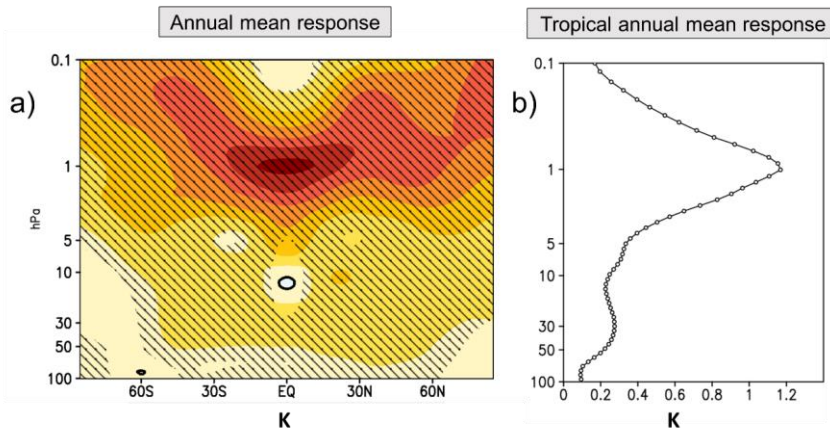 Annual mean response
Tropical annual mean response
a)
0.1
1
5
10
30
50
100
hPa
60S 30S EQ 30N 60N
K
b)
0.1
1
5
10
30
50
100
0 0.2 0.4 0.6 0.8 1 1.2
K